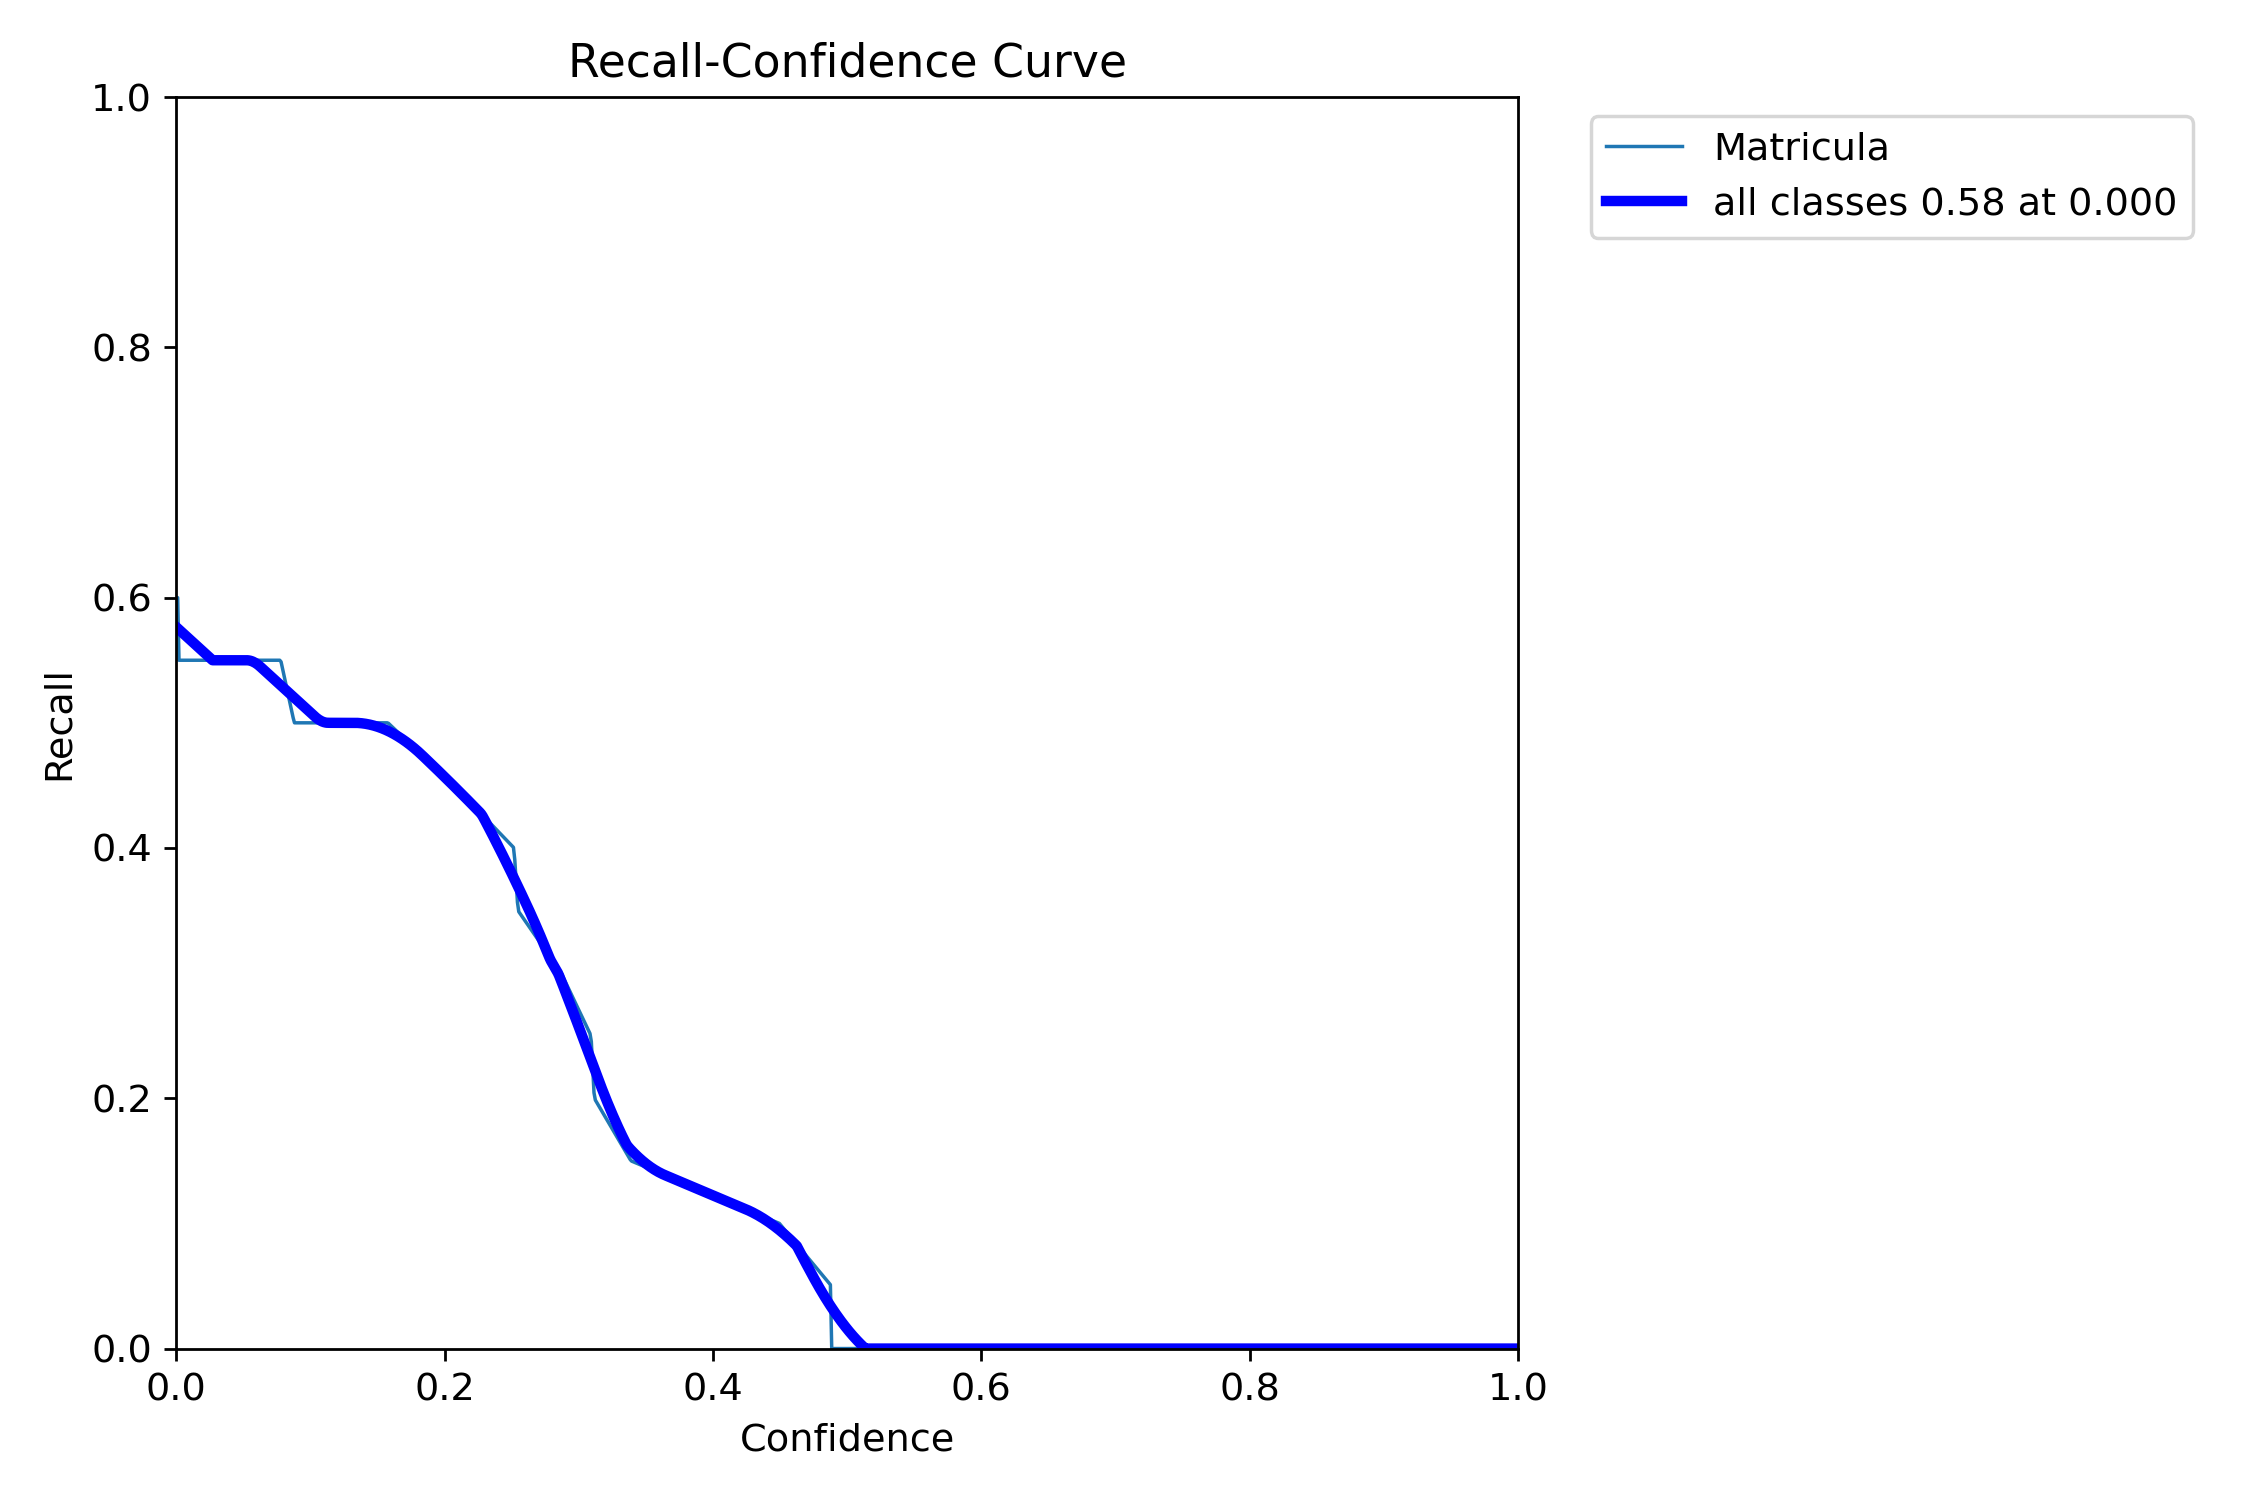 Recall-Confidence Curve
Matricula
all classes 0.58 at 0.000
1.0
0.8
0.6
0.4
0.2
0.0
Recall
0.0 0.2 0.4 0.6 0.8 1.0
Confidence